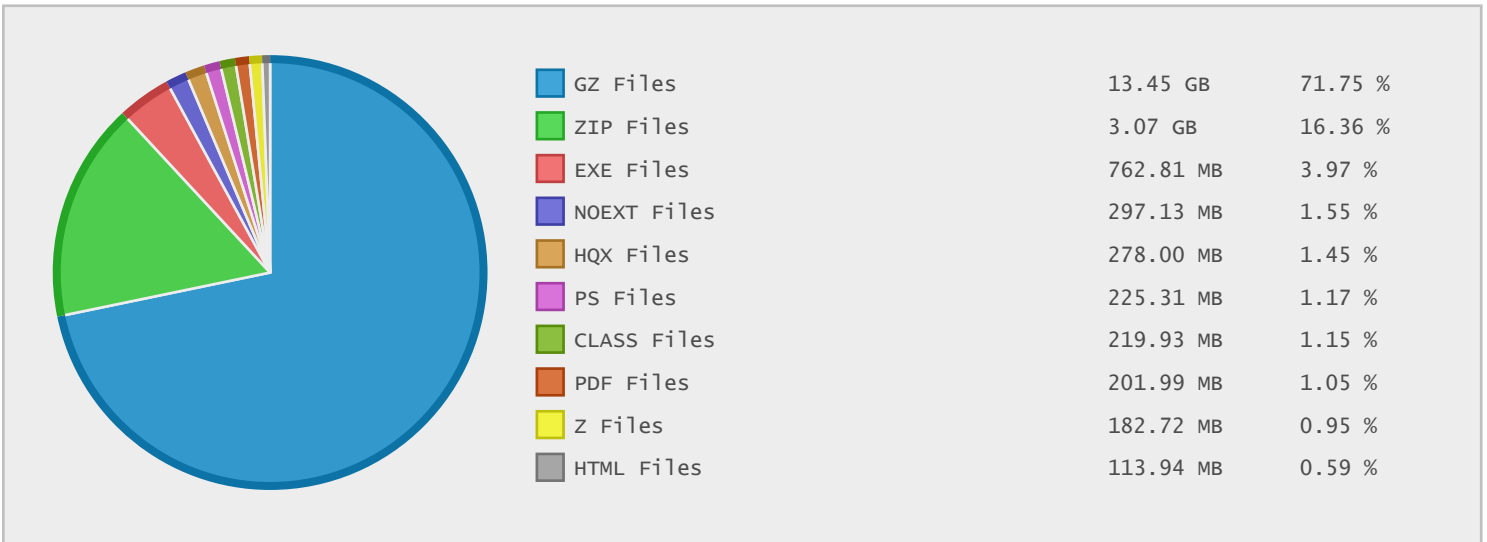 GZ Files 13.45 GB 71.75 %
ZIP Files 3.07 GB 16.36 %
EXE Files 762.81 MB 3.97 %
NOEXT Files 297.13 MB 1.55 %
HQX Files 278.00 MB 1.45 %
PS Files 225.31 MB 1.17 %
CLASS Files 219.93 MB 1.15 %
PDF Files 201.99 MB 1.05 %
Z Files 182.72 MB 0.95 %
HTML Files 113.94 MB 0.59 %